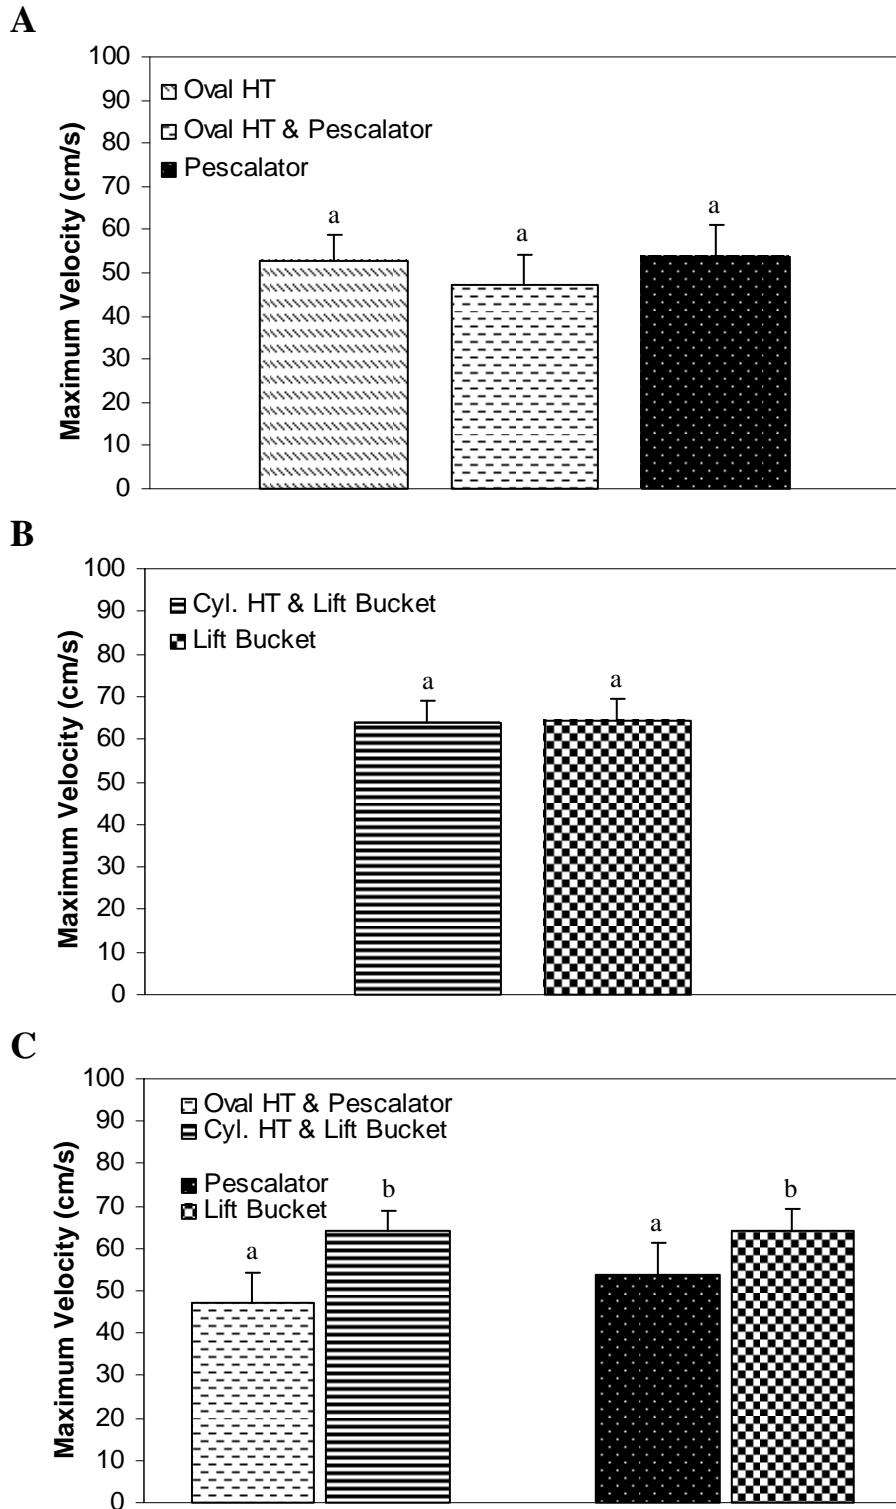 A
Maximum Velocity (cm/s)
100
90
80
70
60
50
40
30
20
10
0
Oval HT
Oval HT & Pescalator
Pescalator
a
a
a
B
Maximum Velocity (cm/s)
100
90
80
70
60
50
40
30
20
10
0
Cyl. HT & Lift Bucket
Lift Bucket
a
a
C
Maximum Velocity (cm/s)
100
90
80
70
60
50
40
30
20
10
0
Oval HT & Pescalator
Cyl. HT & Lift Bucket
Pescalator
Lift Bucket
a
b
a
b